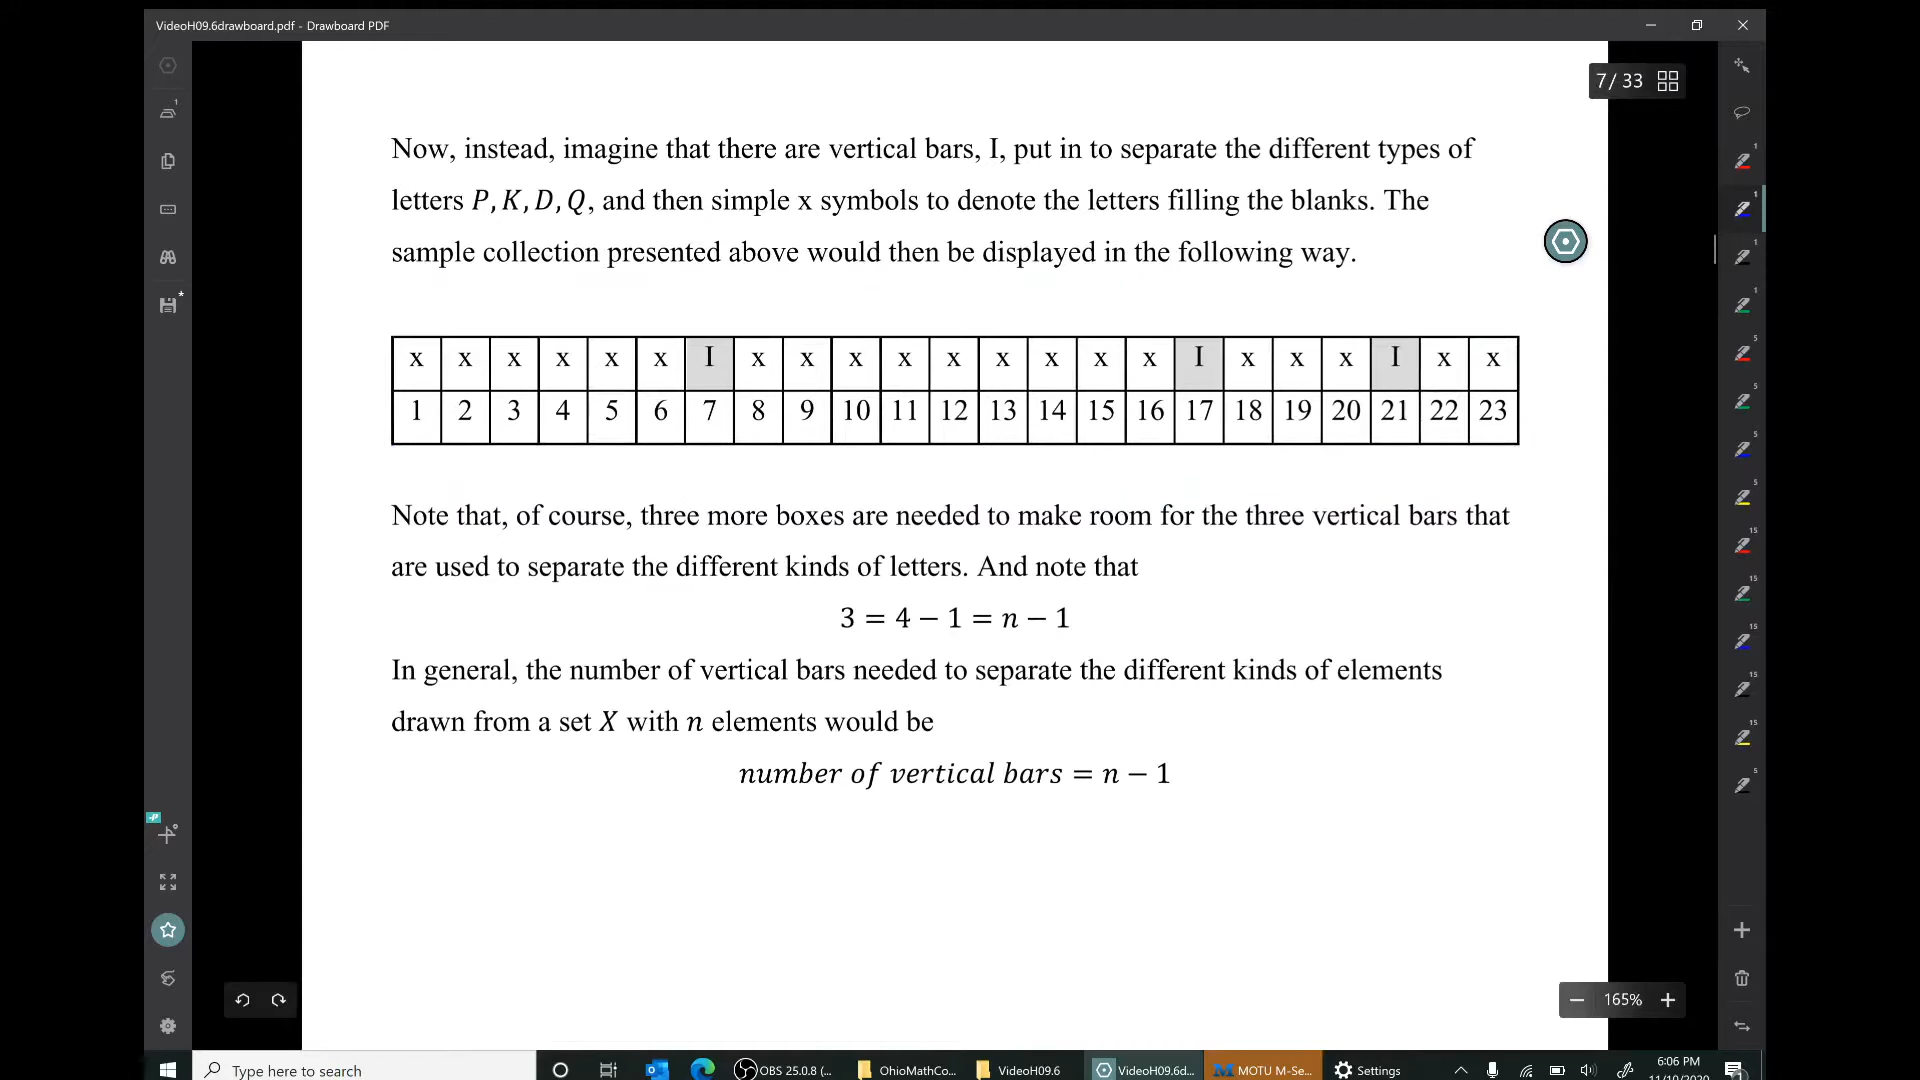 VideoH09.6drawboard.pdf - Drawboard PDF
7 / 33
Now, instead, imagine that there are vertical bars, I, put in to separate the different types of
letters P, K, D, Q, and then simple x symbols to denote the letters filling the blanks. The
sample collection presented above would then be displayed in the following way.
x x x x x x I x x x x x x x x x I x x x I x x
1 2 3 4 5 6 7 8 9 10 11 12 13 14 15 16 17 18 19 20 21 22 23
Note that, of course, three more boxes are needed to make room for the three vertical bars that
are used to separate the different kinds of letters. And note that
3 = 4 − 1 = n − 1
In general, the number of vertical bars needed to separate the different kinds of elements
drawn from a set X with n elements would be
number of vertical bars = n − 1
165%
Type here to search
OBS 25.0.8 (...
OhioMathCo...
VideoH09.6
VideoH09.6d...
MOTU M-Se...
Settings
6:06 PM